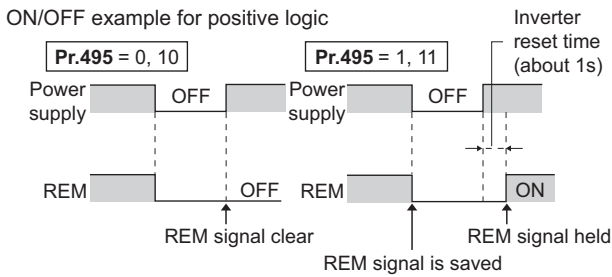 ON/OFF example for positive logic
Inverter
reset time
(about 1s)
Pr.495 = 0, 10
Pr.495 = 1, 11
Power
supply
OFF
Power
supply
OFF
REM
OFF
REM
ON
REM signal clear
REM signal held
REM signal is saved